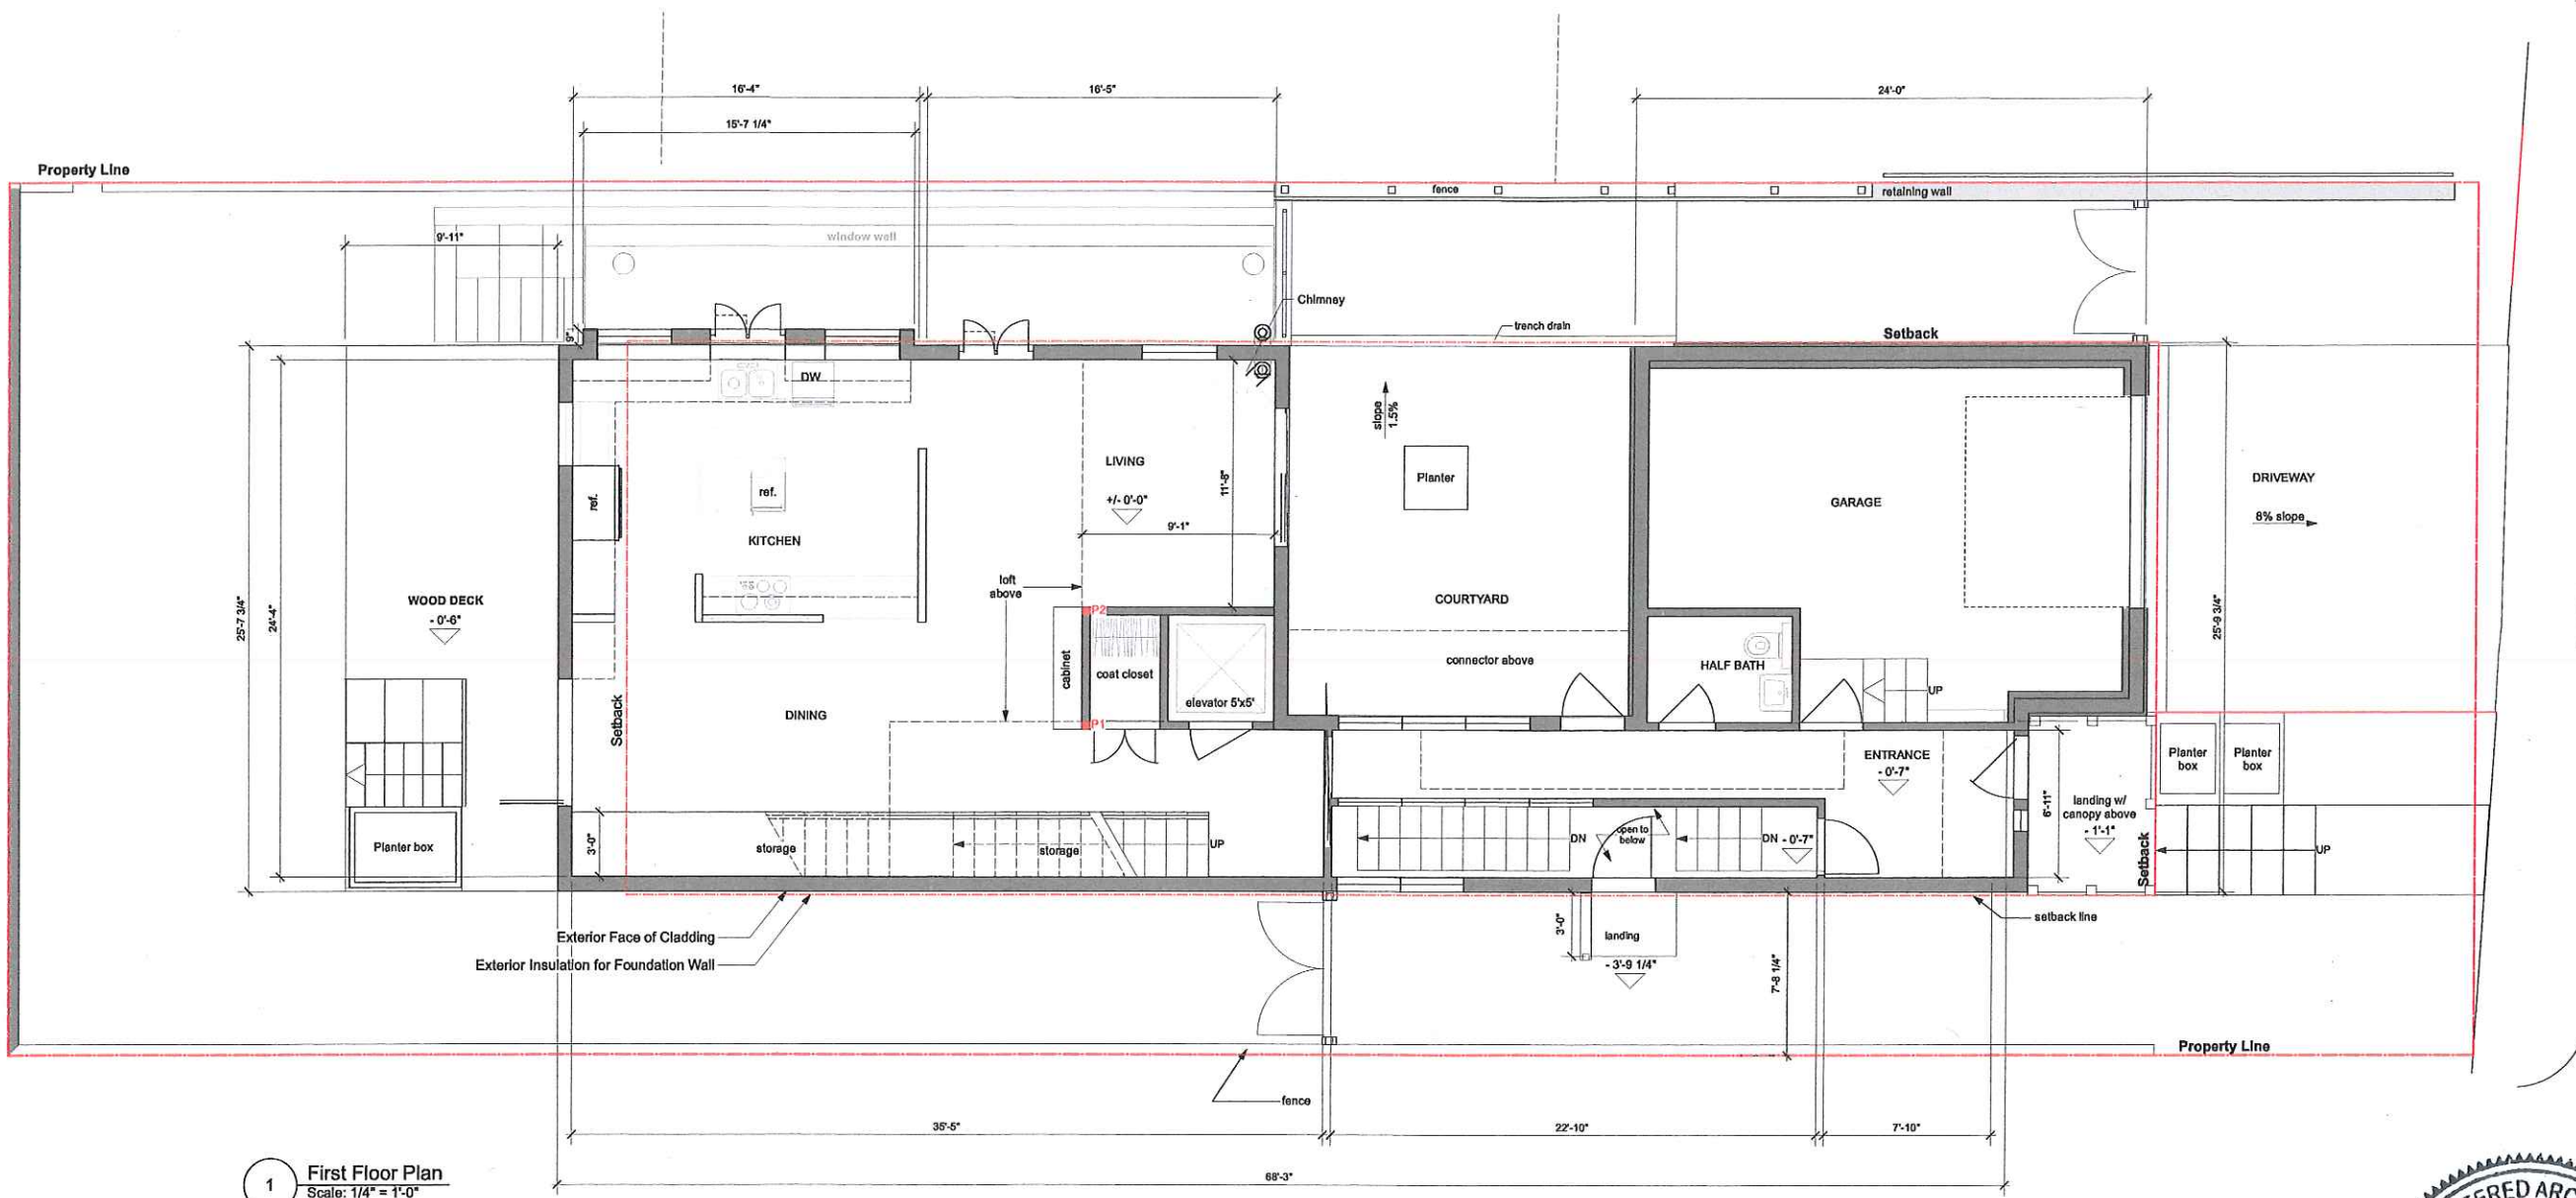 16'-4"
16'-5"
24'-0"
15'-7 1/4"
Property Line
fence
retaining wall
9'-11"
window well
Chimney
trench drain
Setback
9"
DW
slope
1.5%
LIVING
+/- 0'-0"
11'-8"
9'-1"
Planter
ref.
ref.
KITCHEN
GARAGE
DRIVEWAY
8% slope
WOOD DECK
- 0'-6"
25'-7 3/4"
24'-4"
loft
above
P2
COURTYARD
connector above
25'-9 3/4"
cabinet
coat closet
elevator 5'x5'
P1
HALF BATH
UP
Setback
DINING
ENTRANCE
- 0'-7"
Planter
box
Planter
box
6'-11"
landing w/
canopy above
- 1'-1"
Setback
UP
Planter box
3'-0"
storage
storage
UP
DN
open to
below
DN - 0'-7"
setback line
Exterior Face of Cladding
Exterior Insulation for Foundation Wall
3'-0"
landing
- 3'-9 1/4"
7'-8 1/4"
Property Line
fence
35'-5"
22'-10"
7'-10"
68'-3"
1
First Floor Plan
Scale: 1/4" = 1'-0"